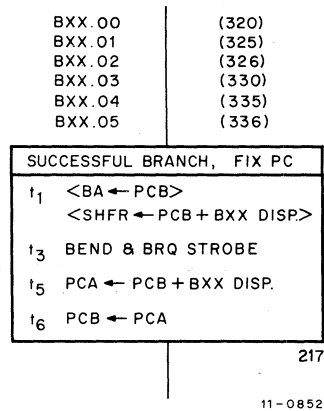 BXX.00 (320)
BXX.01 (325)
BXX.02 (326)
BXX.03 (330)
BXX.04 (335)
BXX.05 (336)
SUCCESSFUL BRANCH, FIX PC
t1 <BA ← PCB>
<SHFR ← PCB + BXX DISP.>
t3 BEND & BRQ STROBE
t5 PCA ← PCB + BXX DISP.
t6 PCB ← PCA
217
11-0852